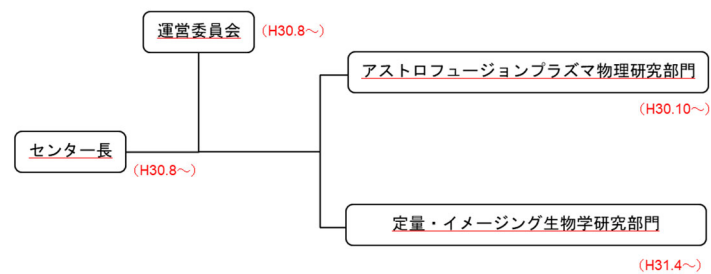 運営委員会
（H30.8～）
アストロフュージョンプラズマ物理研究部門
（H30.10～）
センター長
（H30.8～）
定量・イメージング生物学研究部門
（H31.4～）